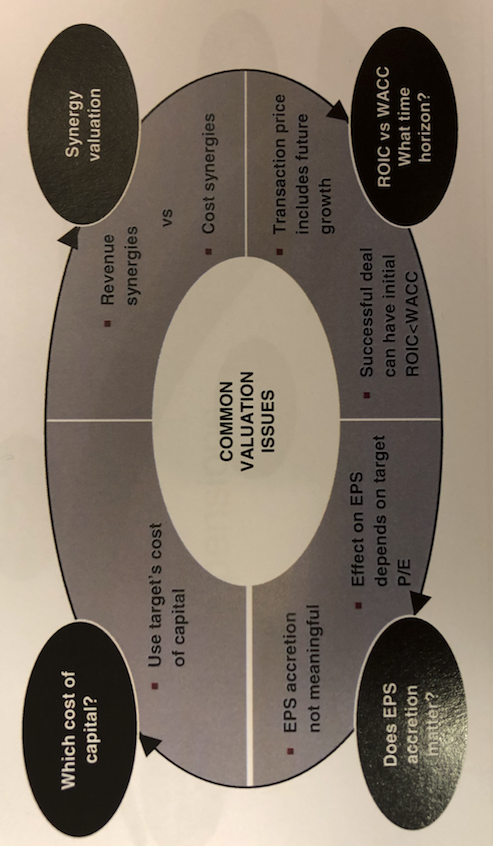 Which cost of
capital?
Synergy
valuation
▪ Use target's cost
of capital
▪ Revenue
synergies
vs
▪ Cost synergies
COMMON
VALUATION
ISSUES
▪ EPS accretion
not meaningful
▪ Effect on EPS
depends on target
P/E
▪ Transaction price
includes future
growth
▪ Successful deal
can have initial
ROIC<WACC
Does EPS
accretion
matter?
ROIC vs WACC
What time
horizon?